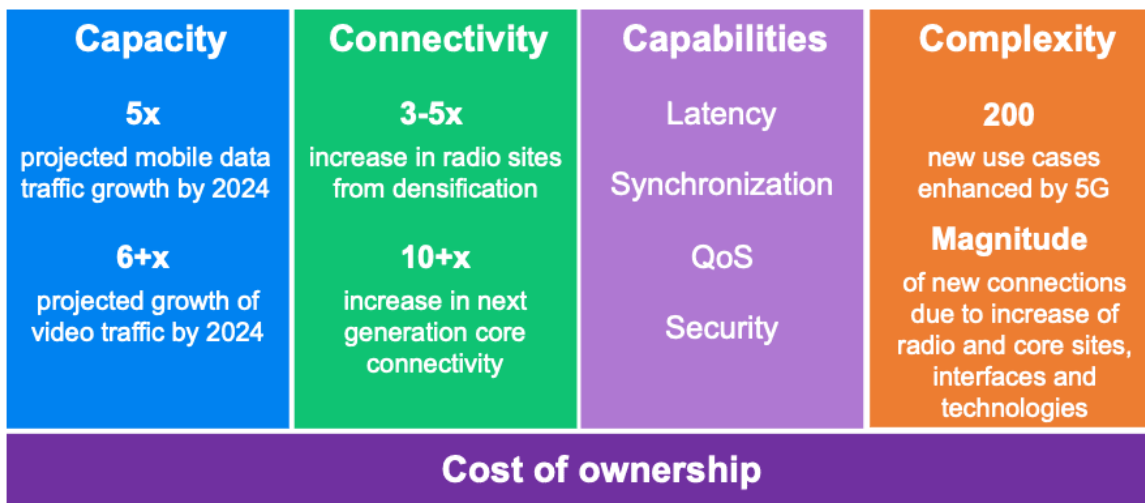 Capacity
5x
projected mobile data
traffic growth by 2024
6+x
projected growth of
video traffic by 2024
Connectivity
3-5x
increase in radio sites
from densification
10+x
increase in next
generation core
connectivity
Capabilities
Latency
Synchronization
QoS
Security
Complexity
200
new use cases
enhanced by 5G
Magnitude
of new connections
due to increase of
radio and core sites,
interfaces and
technologies
Cost of ownership